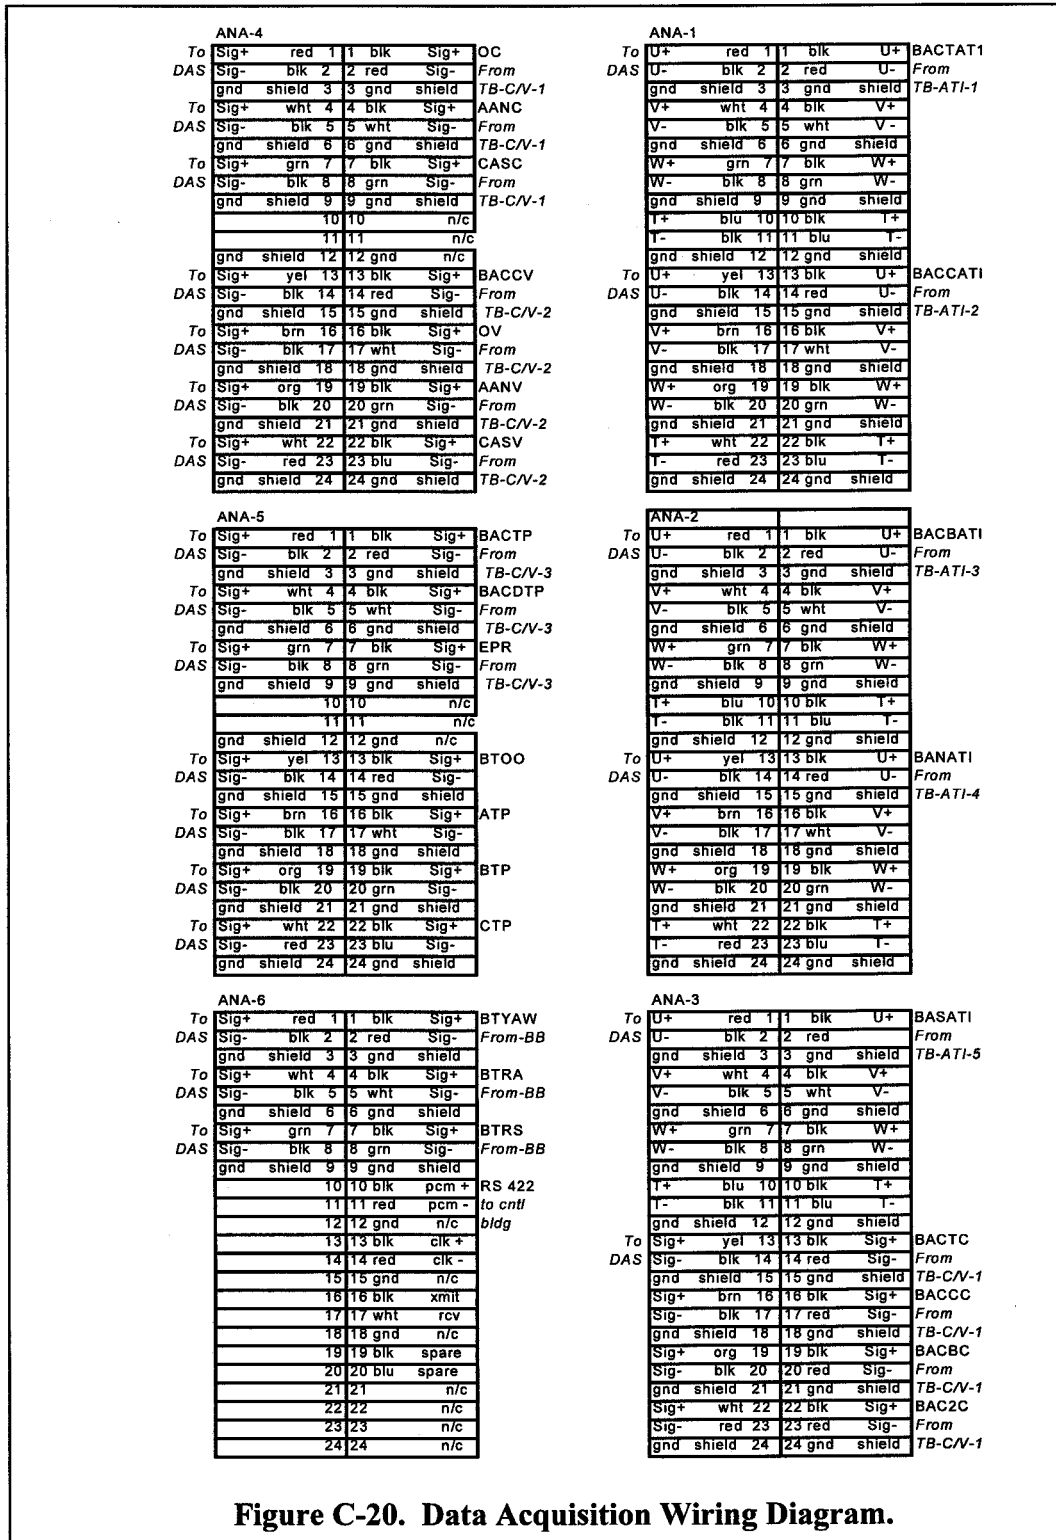 ANA-4
To Sig+ red 1 1 blk Sig+ OC
DAS Sig- blk 2 2 red Sig- From
gnd shield 3 3 gnd shield TB-C/V-1
To Sig+ wht 4 4 blk Sig+ AANC
DAS Sig- blk 5 5 wht Sig- From
gnd shield 6 6 gnd shield TB-C/V-1
To Sig+ grn 7 7 blk Sig+ CASC
DAS Sig- blk 8 8 grn Sig- From
gnd shield 9 9 gnd shield TB-C/V-1
10 10 n/c
11 11 n/c
gnd shield 12 12 gnd n/c
To Sig+ yel 13 13 blk Sig+ BACCV
DAS Sig- blk 14 14 red Sig- From
gnd shield 15 15 gnd shield TB-C/V-2
To Sig+ brn 16 16 blk Sig+ OV
DAS Sig- blk 17 17 wht Sig- From
gnd shield 18 18 gnd shield TB-C/V-2
To Sig+ org 19 19 blk Sig+ AANV
DAS Sig- blk 20 20 grn Sig- From
gnd shield 21 21 gnd shield TB-C/V-2
To Sig+ wht 22 22 blk Sig+ CASV
DAS Sig- red 23 23 blu Sig- From
gnd shield 24 24 gnd shield TB-C/V-2
ANA-1
To U+ red 1 1 blk U+ BACTAT1
DAS U- blk 2 2 red U- From
gnd shield 3 3 gnd shield TB-ATI-1
V+ wht 4 4 blk V+
V- blk 5 5 wht V -
gnd shield 6 6 gnd shield
W+ grn 7 7 blk W+
W- blk 8 8 grn W-
gnd shield 9 9 gnd shield
T+ blu 10 10 blk T+
T- blk 11 11 blu T-
gnd shield 12 12 gnd shield
To U+ yel 13 13 blk U+ BACCATI
DAS U- blk 14 14 red U- From
gnd shield 15 15 gnd shield TB-ATI-2
V+ brn 16 16 blk V+
V- blk 17 17 wht V-
gnd shield 18 18 gnd shield
W+ org 19 19 blk W+
W- blk 20 20 grn W-
gnd shield 21 21 gnd shield
T+ wht 22 22 blk T+
T- red 23 23 blu T-
gnd shield 24 24 gnd shield
ANA-5
To Sig+ red 1 1 blk Sig+ BACTP
DAS Sig- blk 2 2 red Sig- From
gnd shield 3 3 gnd shield TB-C/V-3
To Sig+ wht 4 4 blk Sig+ BACDTP
DAS Sig- blk 5 5 wht Sig- From
gnd shield 6 6 gnd shield TB-C/V-3
To Sig+ grn 7 7 blk Sig+ EPR
DAS Sig- blk 8 8 grn Sig- From
gnd shield 9 9 gnd shield TB-C/V-3
10 10 n/c
11 11 n/c
gnd shield 12 12 gnd n/c
To Sig+ yel 13 13 blk Sig+ BTOO
DAS Sig- blk 14 14 red Sig-
gnd shield 15 15 gnd shield
To Sig+ brn 16 16 blk Sig+ ATP
DAS Sig- blk 17 17 wht Sig-
gnd shield 18 18 gnd shield
To Sig+ org 19 19 blk Sig+ BTP
DAS Sig- blk 20 20 grn Sig-
gnd shield 21 21 gnd shield
To Sig+ wht 22 22 blk Sig+ CTP
DAS Sig- red 23 23 blu Sig-
gnd shield 24 24 gnd shield
ANA-2
To U+ red 1 1 blk U+ BACBATI
DAS U- blk 2 2 red U- From
gnd shield 3 3 gnd shield TB-ATI-3
V+ wht 4 4 blk V+
V- blk 5 5 wht V-
gnd shield 6 6 gnd shield
W+ grn 7 7 blk W+
W- blk 8 8 grn W-
gnd shield 9 9 gnd shield
T+ blu 10 10 blk T+
T- blk 11 11 blu T-
gnd shield 12 12 gnd shield
To U+ yel 13 13 blk U+ BANATI
DAS U- blk 14 14 red U- From
gnd shield 15 15 gnd shield TB-ATI-4
V+ brn 16 16 blk V+
V- blk 17 17 wht V-
gnd shield 18 18 gnd shield
W+ org 19 19 blk W+
W- blk 20 20 grn W-
gnd shield 21 21 gnd shield
T+ wht 22 22 blk T+
T- red 23 23 blu T-
gnd shield 24 24 gnd shield
ANA-6
To Sig+ red 1 1 blk Sig+ BTYAW
DAS Sig- blk 2 2 red Sig- From-BB
gnd shield 3 3 gnd shield
To Sig+ wht 4 4 blk Sig+ BTRA
DAS Sig- blk 5 5 wht Sig- From-BB
gnd shield 6 6 gnd shield
To Sig+ grn 7 7 blk Sig+ BTRS
DAS Sig- blk 8 8 grn Sig- From-BB
gnd shield 9 9 gnd shield
10 10 blk pcm + RS 422
11 11 red pcm - to cntl
12 12 gnd n/c bldg
13 13 blk clk +
14 14 red clk -
15 15 gnd n/c
16 16 blk xmit
17 17 wht rcv
18 18 gnd n/c
19 19 blk spare
20 20 blu spare
21 21 n/c
22 22 n/c
23 23 n/c
24 24 n/c
ANA-3
To U+ red 1 1 blk U+ BASATI
DAS U- blk 2 2 red From
gnd shield 3 3 gnd shield TB-ATI-5
V+ wht 4 4 blk V+
V- blk 5 5 wht V-
gnd shield 6 6 gnd shield
W+ grn 7 7 blk W+
W- blk 8 8 grn W-
gnd shield 9 9 gnd shield
T+ blu 10 10 blk T+
T- blk 11 11 blu T-
gnd shield 12 12 gnd shield
To Sig+ yel 13 13 blk Sig+ BACTC
DAS Sig- blk 14 14 red Sig- From
gnd shield 15 15 gnd shield TB-C/V-1
Sig+ brn 16 16 blk Sig+ BACCC
Sig- blk 17 17 red Sig- From
gnd shield 18 18 gnd shield TB-C/V-1
Sig+ org 19 19 blk Sig+ BACBC
Sig- blk 20 20 red Sig- From
gnd shield 21 21 gnd shield TB-C/V-1
Sig+ wht 22 22 blk Sig+ BAC2C
Sig- red 23 23 red Sig- From
gnd shield 24 24 gnd shield TB-C/V-1
Figure C-20. Data Acquisition Wiring Diagram.